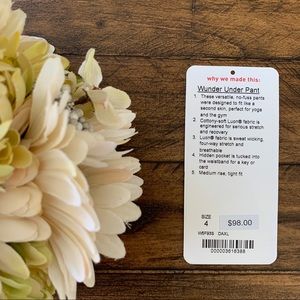 why we made this:
Wunder Under Pant
1. These versatile, no-fuss pants
were designed to fit like a
second skin, perfect for yoga
and the gym
2. Cottony-soft Luon® fabric is
engineered for serious stretch
and recovery
3. Luon® fabric is sweat wicking,
four-way stretch and
breathable
4. Hidden pocket is tucked into
the waistband for a key or
card
5. Medium rise, tight fit
SIZE
4
$98.00
W5F93S DAXL
000003616388